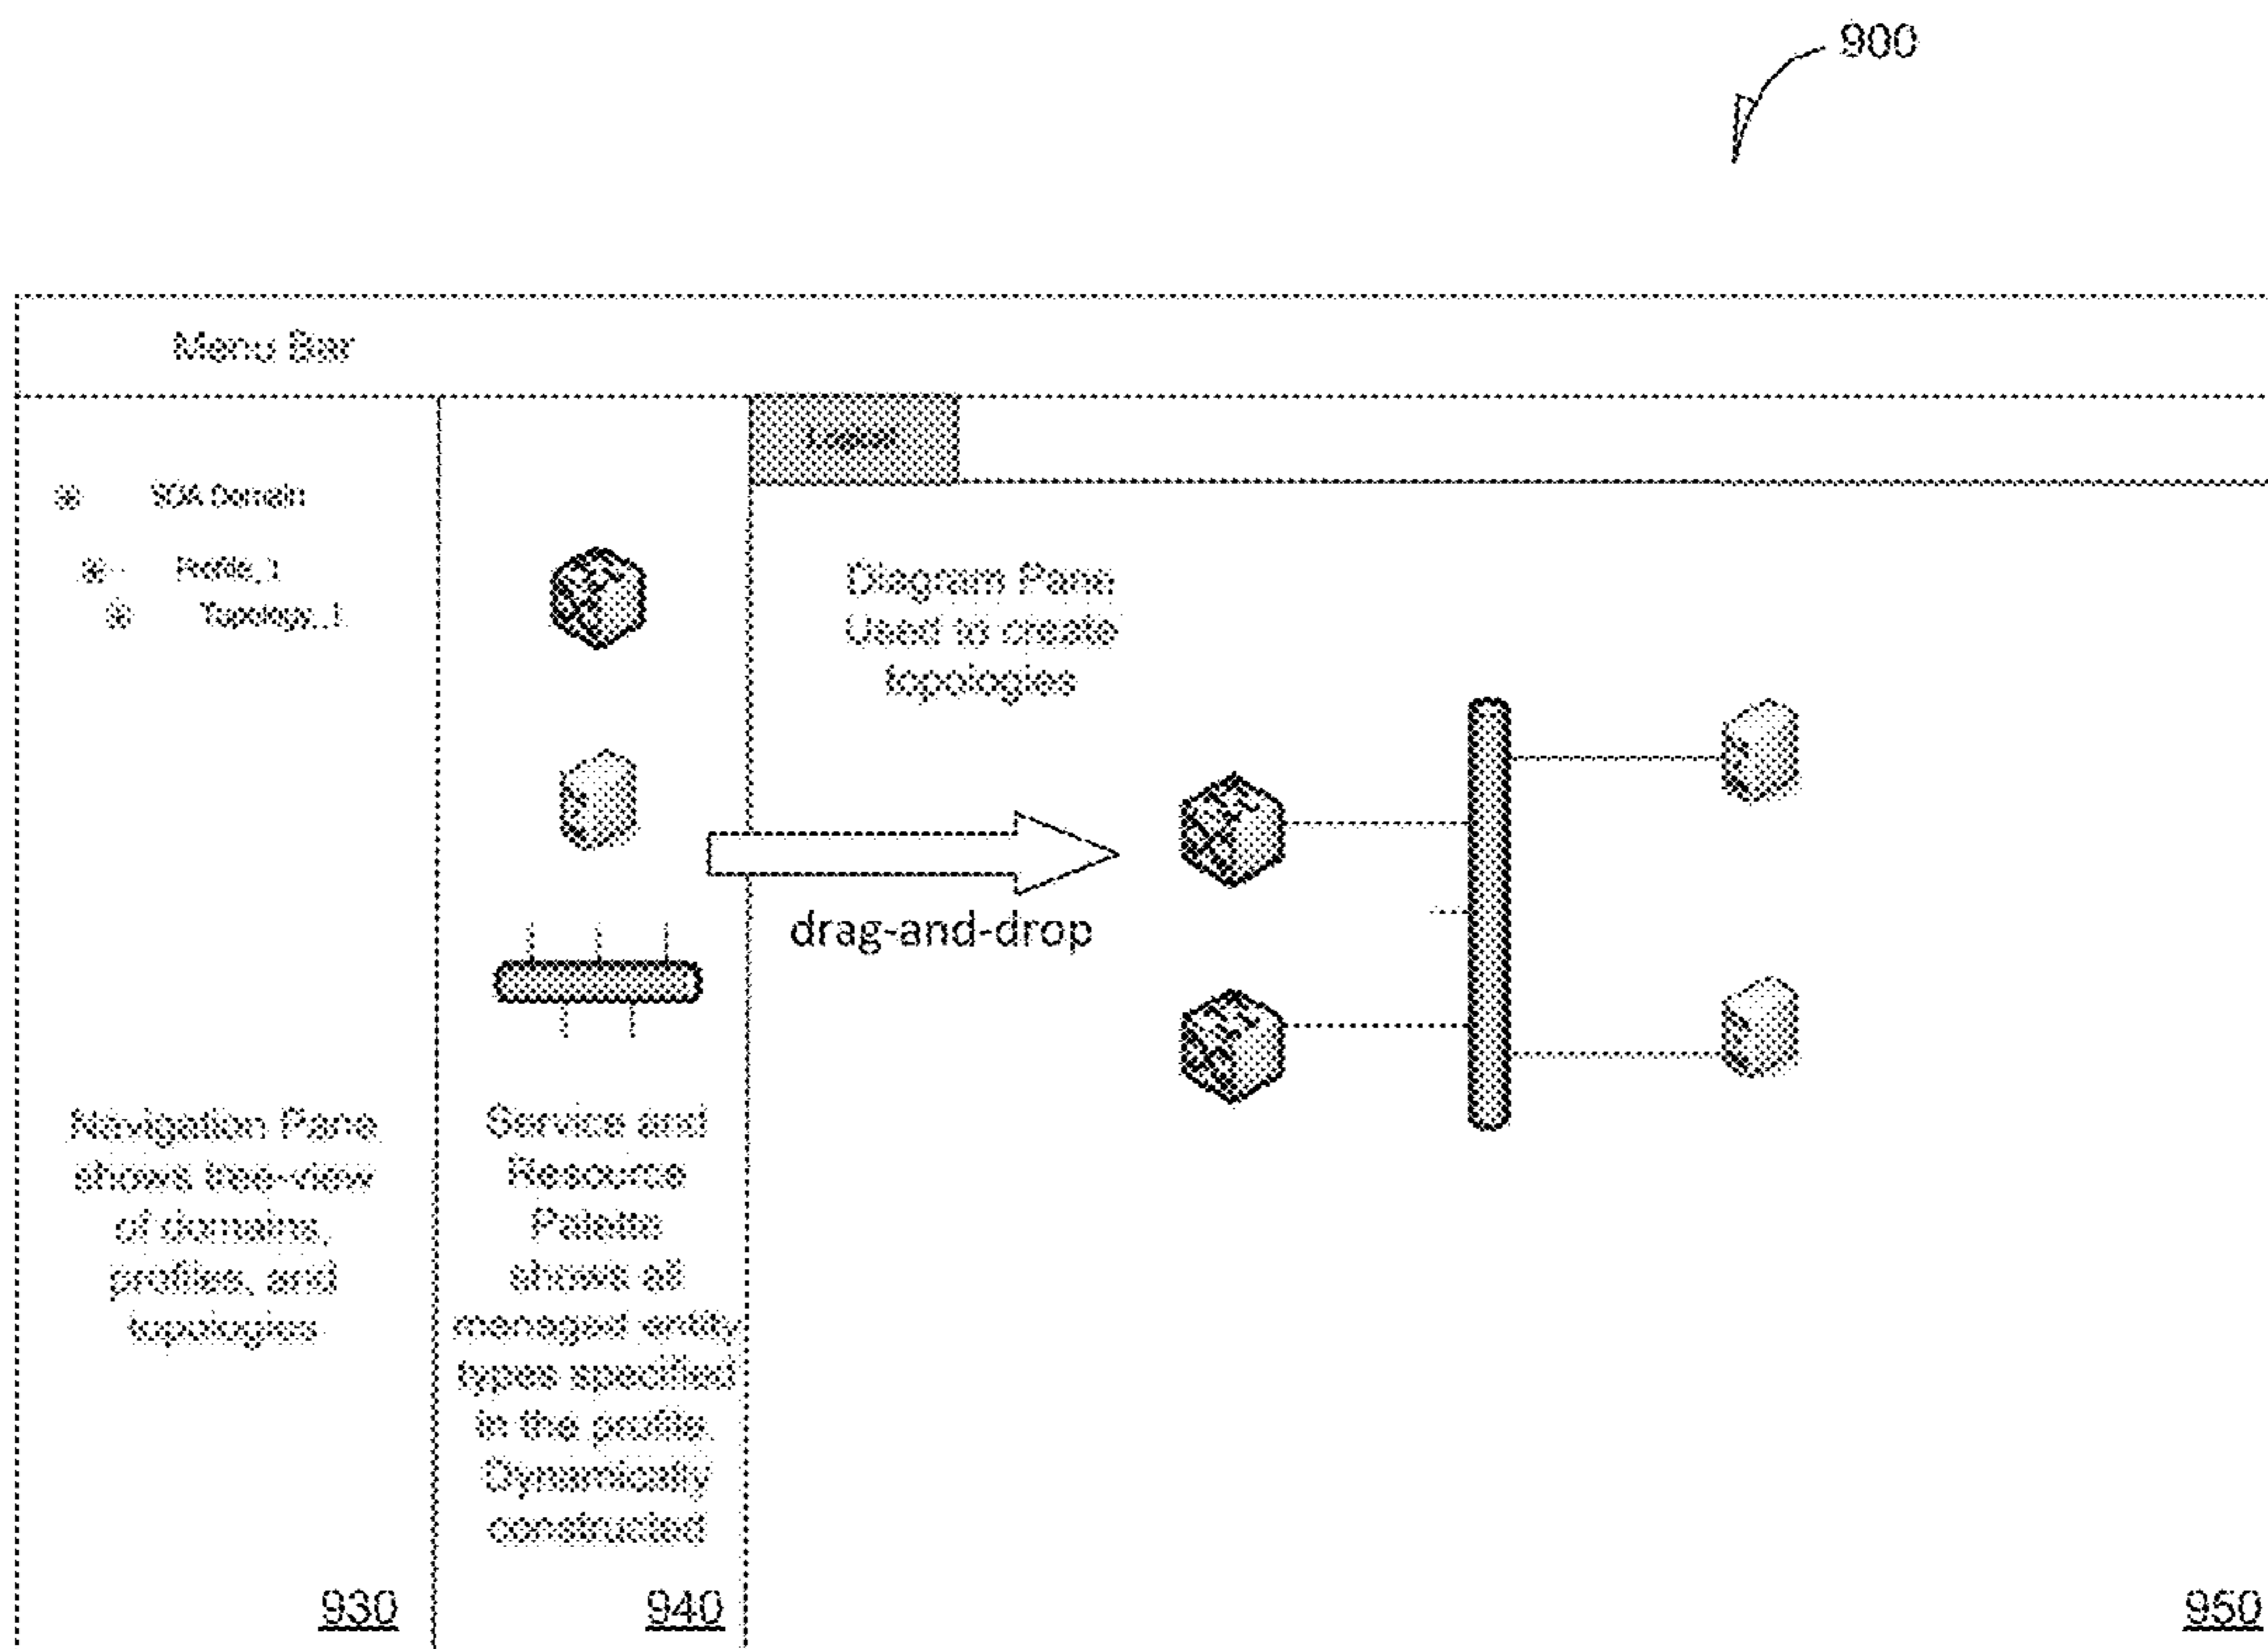 900
Menu Bar
SOA Domain
Profile_1
Topology_1
Diagram Pane
Used to create
topologies
drag-and-drop
Navigation Pane
shows tree-view
of domains,
profiles, and
topologies
Service and
Resource
Palette
shows all
managed entity
types specified
in the profile.
Dynamically
constructed
930
940
950